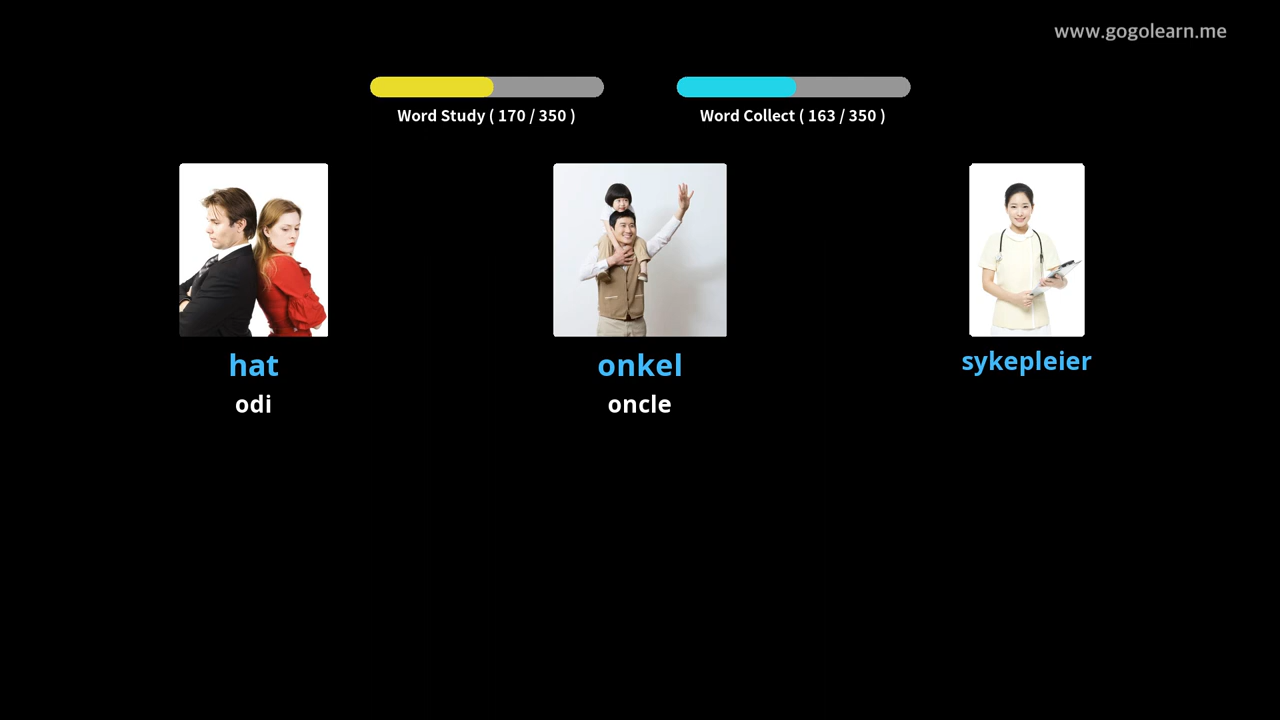 www.gogolearn.me
Word Study ( 170 / 350 )
Word Collect ( 163 / 350 )
hat
odi
onkel
oncle
sykepleier